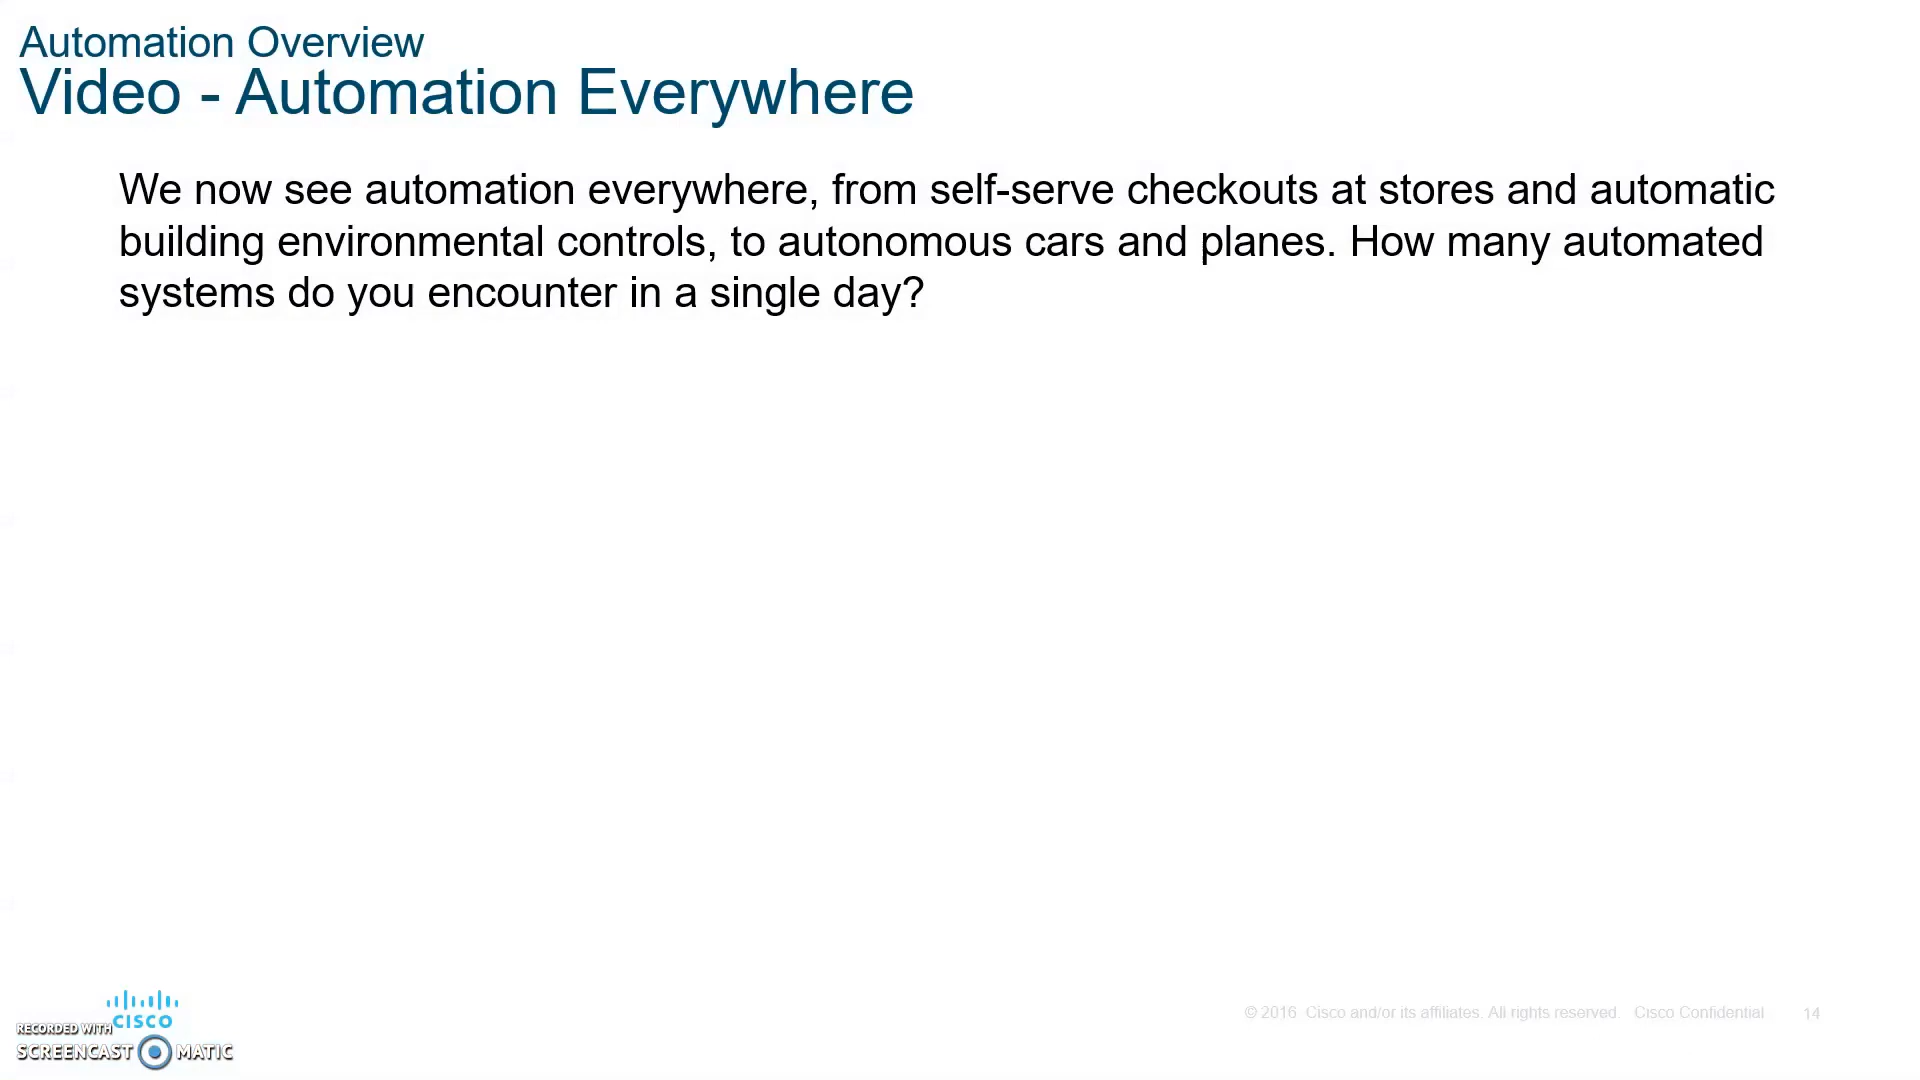 Automation Overview
Video - Automation Everywhere
We now see automation everywhere, from self-serve checkouts at stores and automatic
building environmental controls, to autonomous cars and planes. How many automated
systems do you encounter in a single day?
CISCO
RECORDED WITH
SCREENCAST MATIC
© 2016 Cisco and/or its affiliates. All rights reserved. Cisco Confidential 14